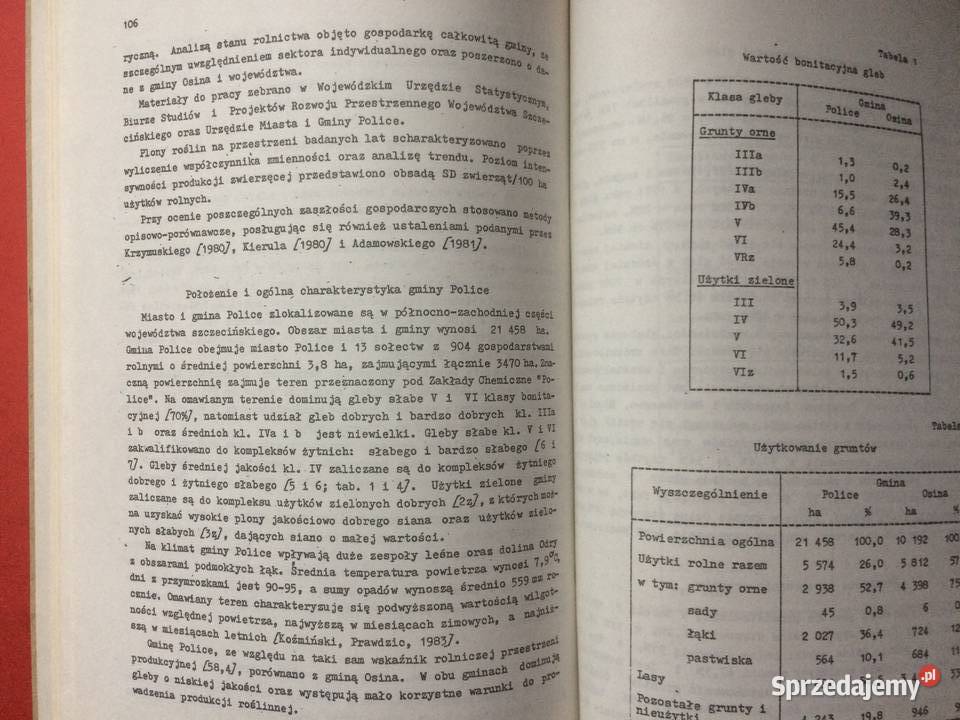 106
ryczną. Analizą stanu rolnictwa objęto gospodarkę całkowitą gminy, ze
szczególnym uwzględnieniem sektora indywidualnego oraz poszerzono o da-
ne z gminy Osina i województwa.
Materiały do pracy zebrano w Wojewódzkim Urzędzie Statystycznym,
Biurze Studiów i Projektów Rozwoju Przestrzennego Województwa Szcze-
cińskiego oraz Urzędzie Miasta i Gminy Police.
Plony roślin na przestrzeni badanych lat scharakteryzowano poprzez
wyliczenie współczynnika zmienności oraz analizę trendu. Poziom inten-
sywności produkcji zwierzęcej przedstawiono obsadą SD zwierząt/100 ha
użytków rolnych.
Przy ocenie poszczególnych zaszłości gospodarczych stosowano metody
opisowo-porównawcze, posługując się również ustaleniami podanymi przez
Krzymuskiego [1980], Kierula [1980] i Adamowskiego [1981].
Położenie i ogólna charakterystyka gminy Police
Miasto i gmina Police zlokalizowane są w północno-zachodniej części
województwa szczecińskiego. Obszar miasta i gminy wynosi 21 458 ha.
Gmina Police obejmuje miasto Police i 13 sołectw z 904 gospodarstwami
rolnymi o średniej powierzchni 3,8 ha, zajmującymi łącznie 3470 ha. Zna-
czną powierzchnię zajmuje teren przeznaczony pod Zakłady Chemiczne "Po-
lice". Na omawianym terenie dominują gleby słabe V i VI klasy bonita-
cyjnej [70%], natomiast udział gleb dobrych i bardzo dobrych kl. IIIa
i b oraz średnich kl. IVa i b jest niewielki. Gleby słabe kl. V i VI
zakwalifikowano do kompleksów żytnich: słabego i bardzo słabego [6 i
7]. Gleby średniej jakości kl. IV zaliczane są do kompleksów żytniego
dobrego i żytniego słabego [5 i 6; tab. 1 i 4]. Użytki zielone gminy
zaliczane są do kompleksu użytków zielonych dobrych [2z], z których moż-
na uzyskać wysokie plony jakościowo dobrego siana oraz użytków zielo-
nych słabych [3z], dających siano o małej wartości.
Na klimat gminy Police wpływają duże zespoły leśne oraz dolina Odry
z obszarami podmokłych łąk. Średnia temperatura powietrza wynosi 7,9°C,
dni z przymrozkami jest 90-95, a sumy opadów wynoszą średnio 559 mm ro-
cznie. Omawiany teren charakteryzuje się podwyższoną wartością wilgot-
ności względnej powietrza, najwyższą w miesiącach zimowych, a najniż-
szą w miesiącach letnich [Koźmiński, Prawdzic, 1983].
Gminę Police, ze względu na taki sam wskaźnik rolniczej przestrzeni
produkcyjnej [58,4], porównano z gminą Osina. W obu gminach dominują
gleby o niskiej jakości oraz występują mało korzystne warunki do pro-
wadzenia produkcji roślinnej.
Tabela 1
Wartość bonitacyjna gleb
Klasa gleby Gmina
Police Osina
Grunty orne
IIIa 1,3 0,2
IIIb 1,0 2,4
IVa 15,5 26,4
IVb 6,6 39,3
V 45,4 28,3
VI 24,4 3,2
VRz 5,8 0,2
Użytki zielone
III 3,9 3,5
IV 50,3 49,2
V 32,6 41,5
VI 11,7 5,2
VIz 1,5 0,6
Tabela
Użytkowanie gruntów
Wyszczególnienie Gmina
Police Osina
ha % ha %
Powierzchnia ogólna 21 458 100,0 10 192 100
Użytki rolne razem 5 574 26,0 5 812 57
w tym: grunty orne 2 938 52,7 4 398 75
sady 45 0,8 6 0
łąki 2 027 36,4 724 12
pastwiska 564 10,1 684 11
Lasy
Pozostałe grunty i
nieużytki 4 243 19,8 946 9
Sprzedajemy.pl